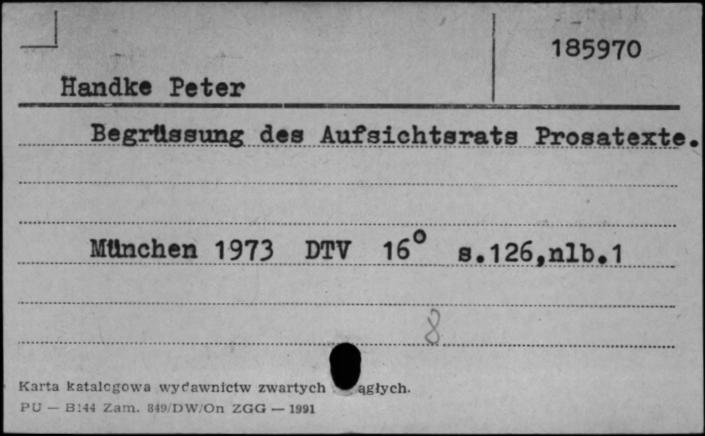 185970
Handke Peter
Begrüssung des Aufsichtsrats Prosatexte.
München 1973 DTV 16° s.126,nlb.1
8
Karta katalogowa wydawnictw zwartych ągłych.
PU — B144 Zam. 849/DW/On ZGG — 1991